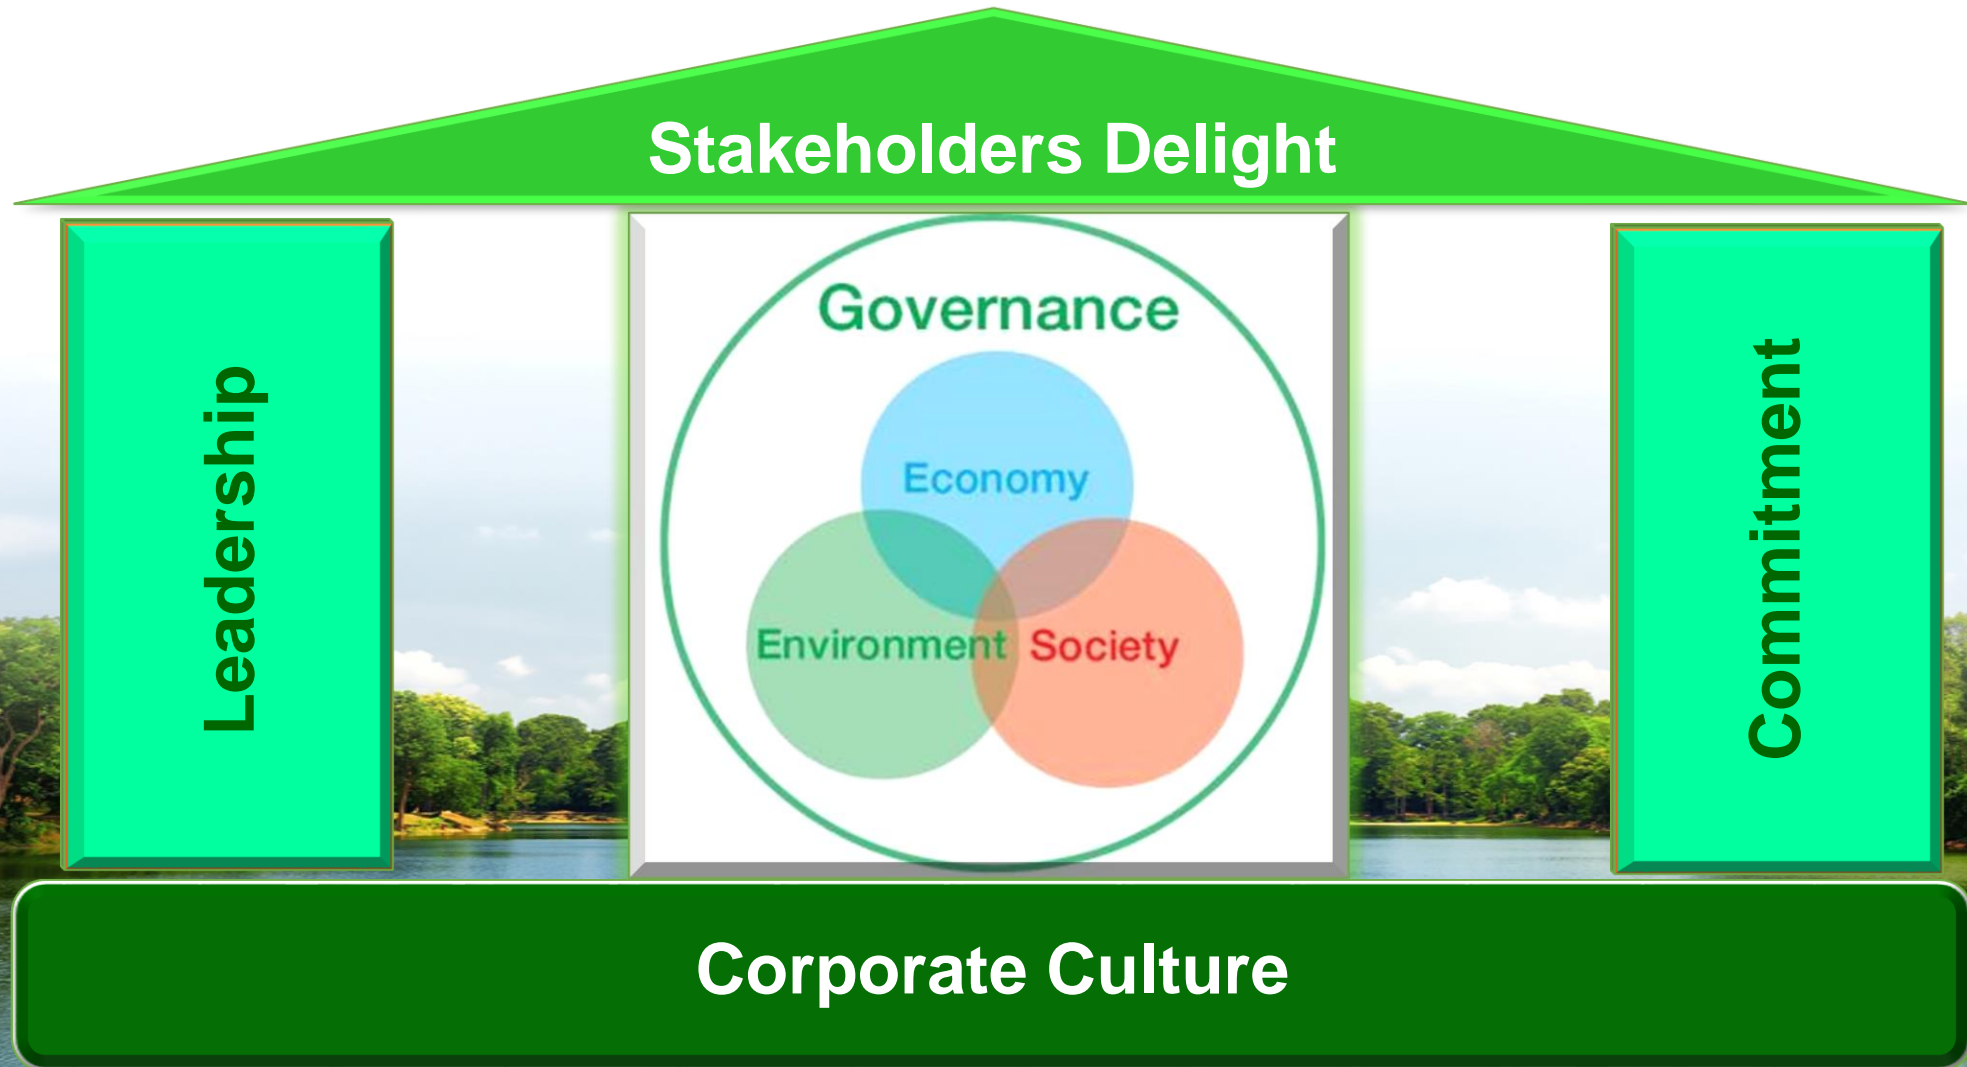 Stakeholders Delight
Leadership
Governance
Economy
Environment
Society
Commitment
Corporate Culture